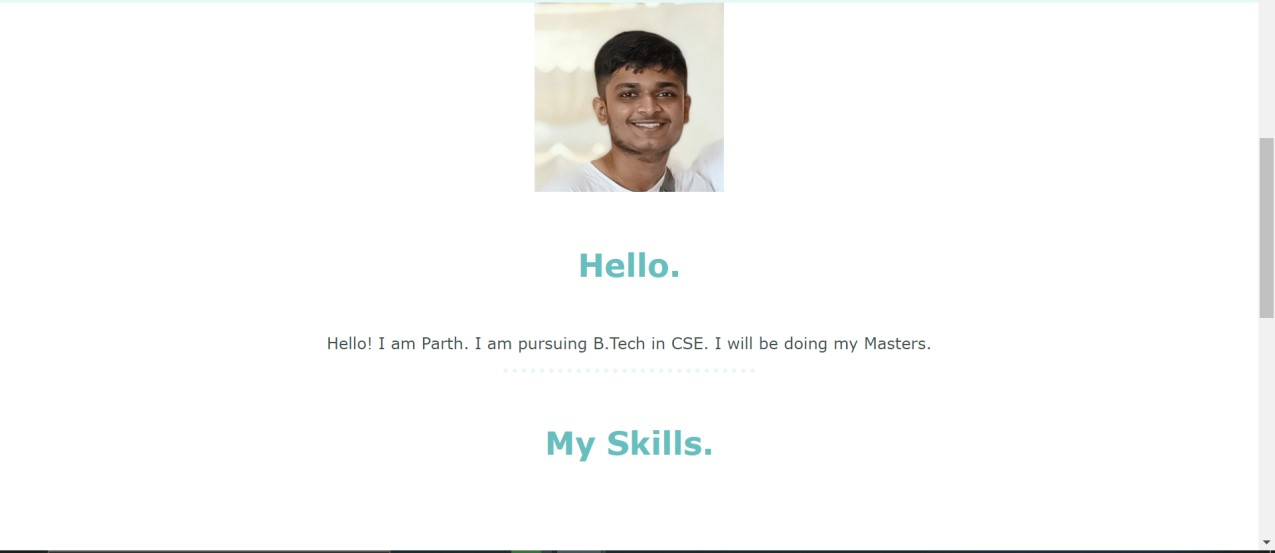 Hello.
Hello! I am Parth. I am pursuing B.Tech in CSE. I will be doing my Masters.
My Skills.